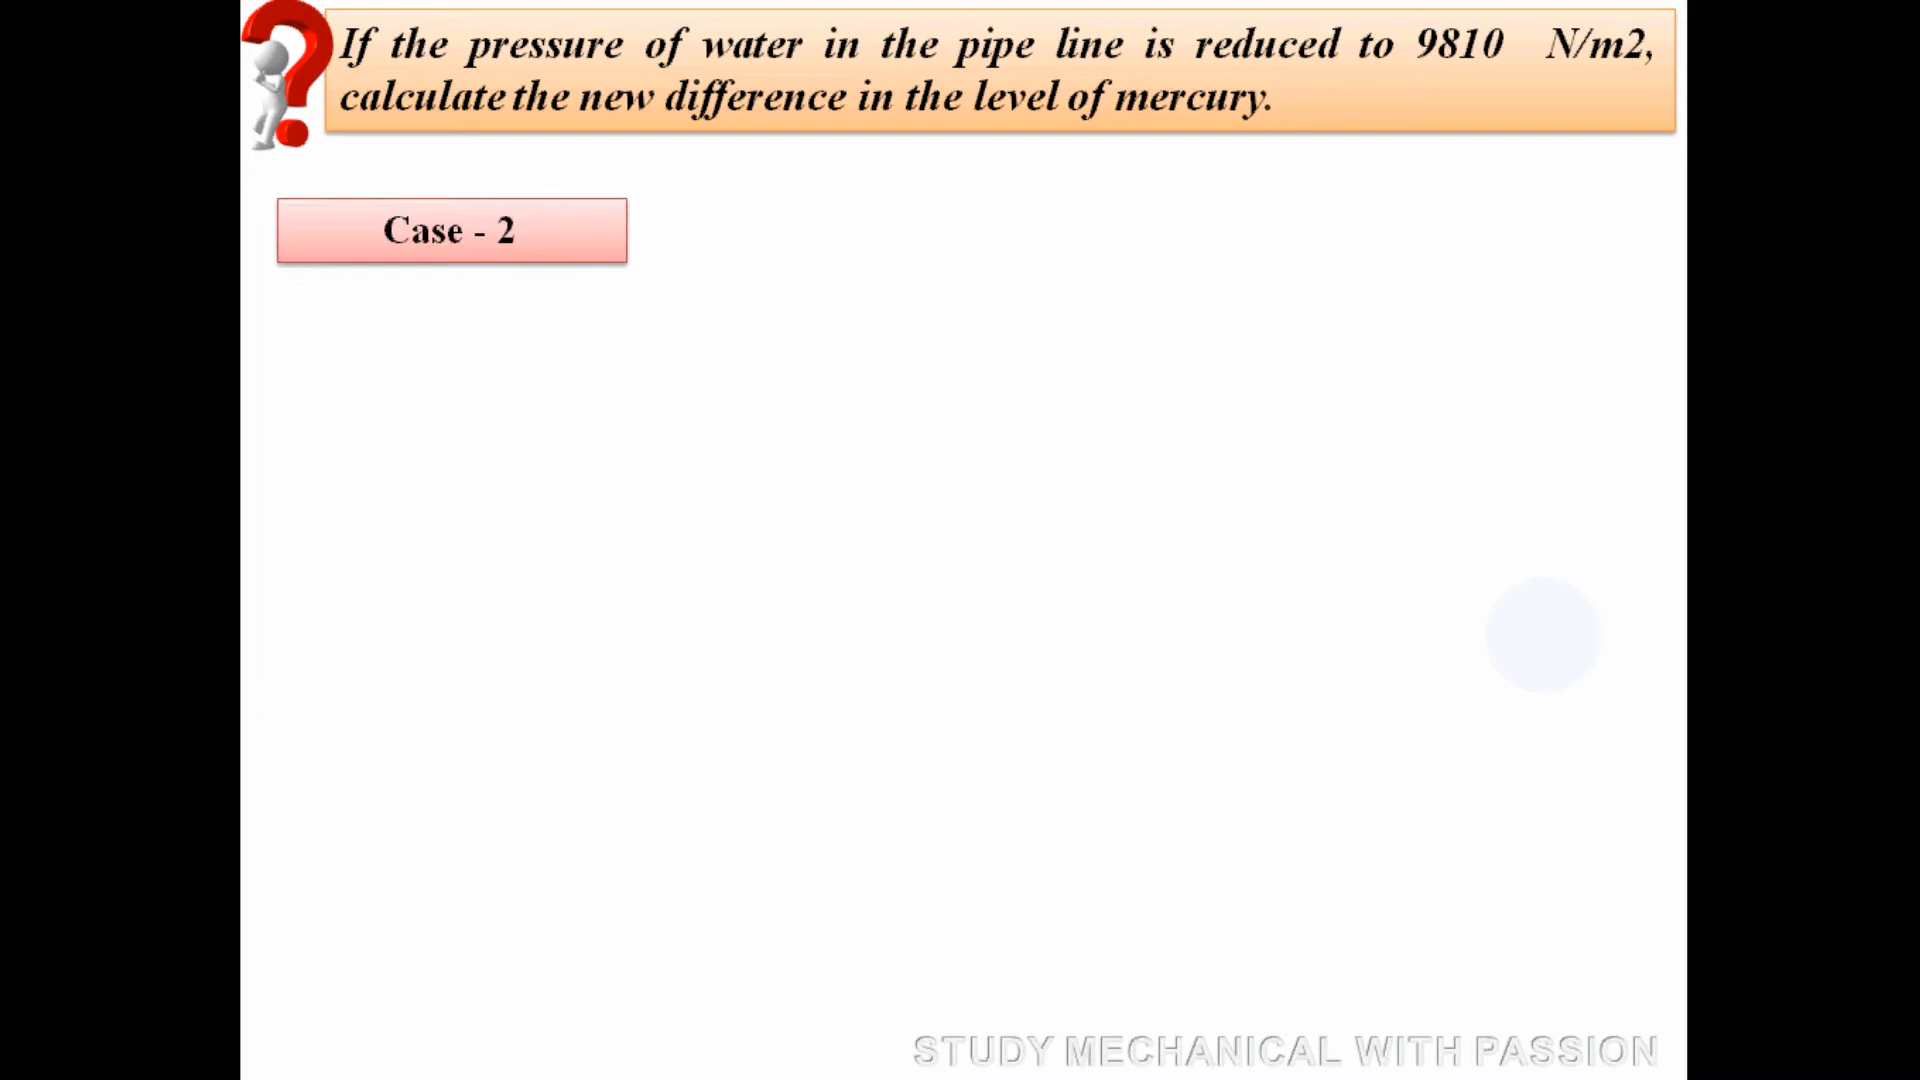 If the pressure of water in the pipe line is reduced to 9810 N/m2,
calculate the new difference in the level of mercury.
Case - 2
STUDY MECHANICAL WITH PASSION